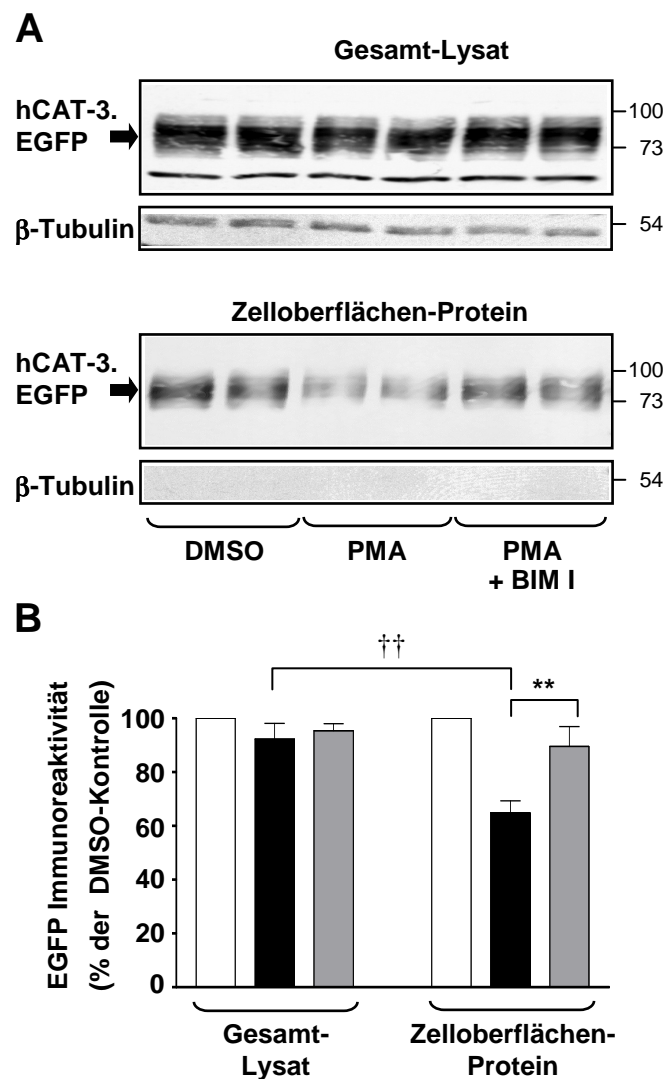 A
Gesamt-Lysat
hCAT-3.
EGFP
100
73
β-Tubulin
54
Zelloberflächen-Protein
hCAT-3.
EGFP
100
73
β-Tubulin
54
DMSO
PMA
PMA
+ BIM I
B
††
**
EGFP Immunoreaktivität
(% der DMSO-Kontrolle)
100
80
60
40
20
0
Gesamt-
Lysat
Zelloberflächen-
Protein